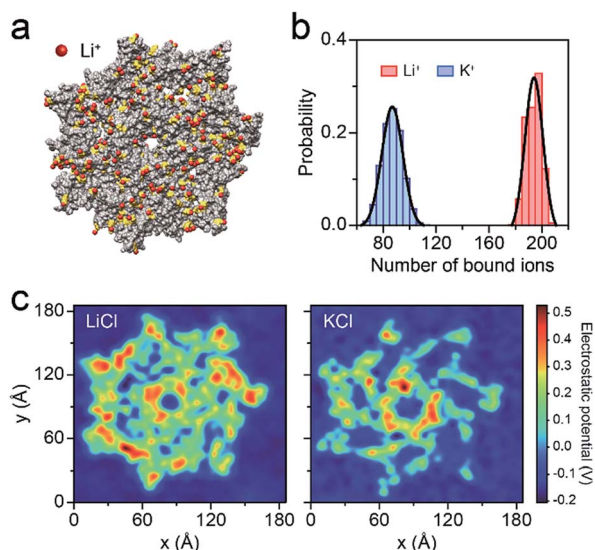 a
Li⁺
b
Li⁺ K⁺
Probability
0.4
0.2
0.0
80 120 160 200
Number of bound ions
c
LiCl
KCl
y (Å)
180
120
60
0
0 60 120 180
x (Å)
0 60 120 180
x (Å)
0.5
0.4
0.3
0.2
0.1
0.0
-0.1
-0.2
Electrostatic potential (V)